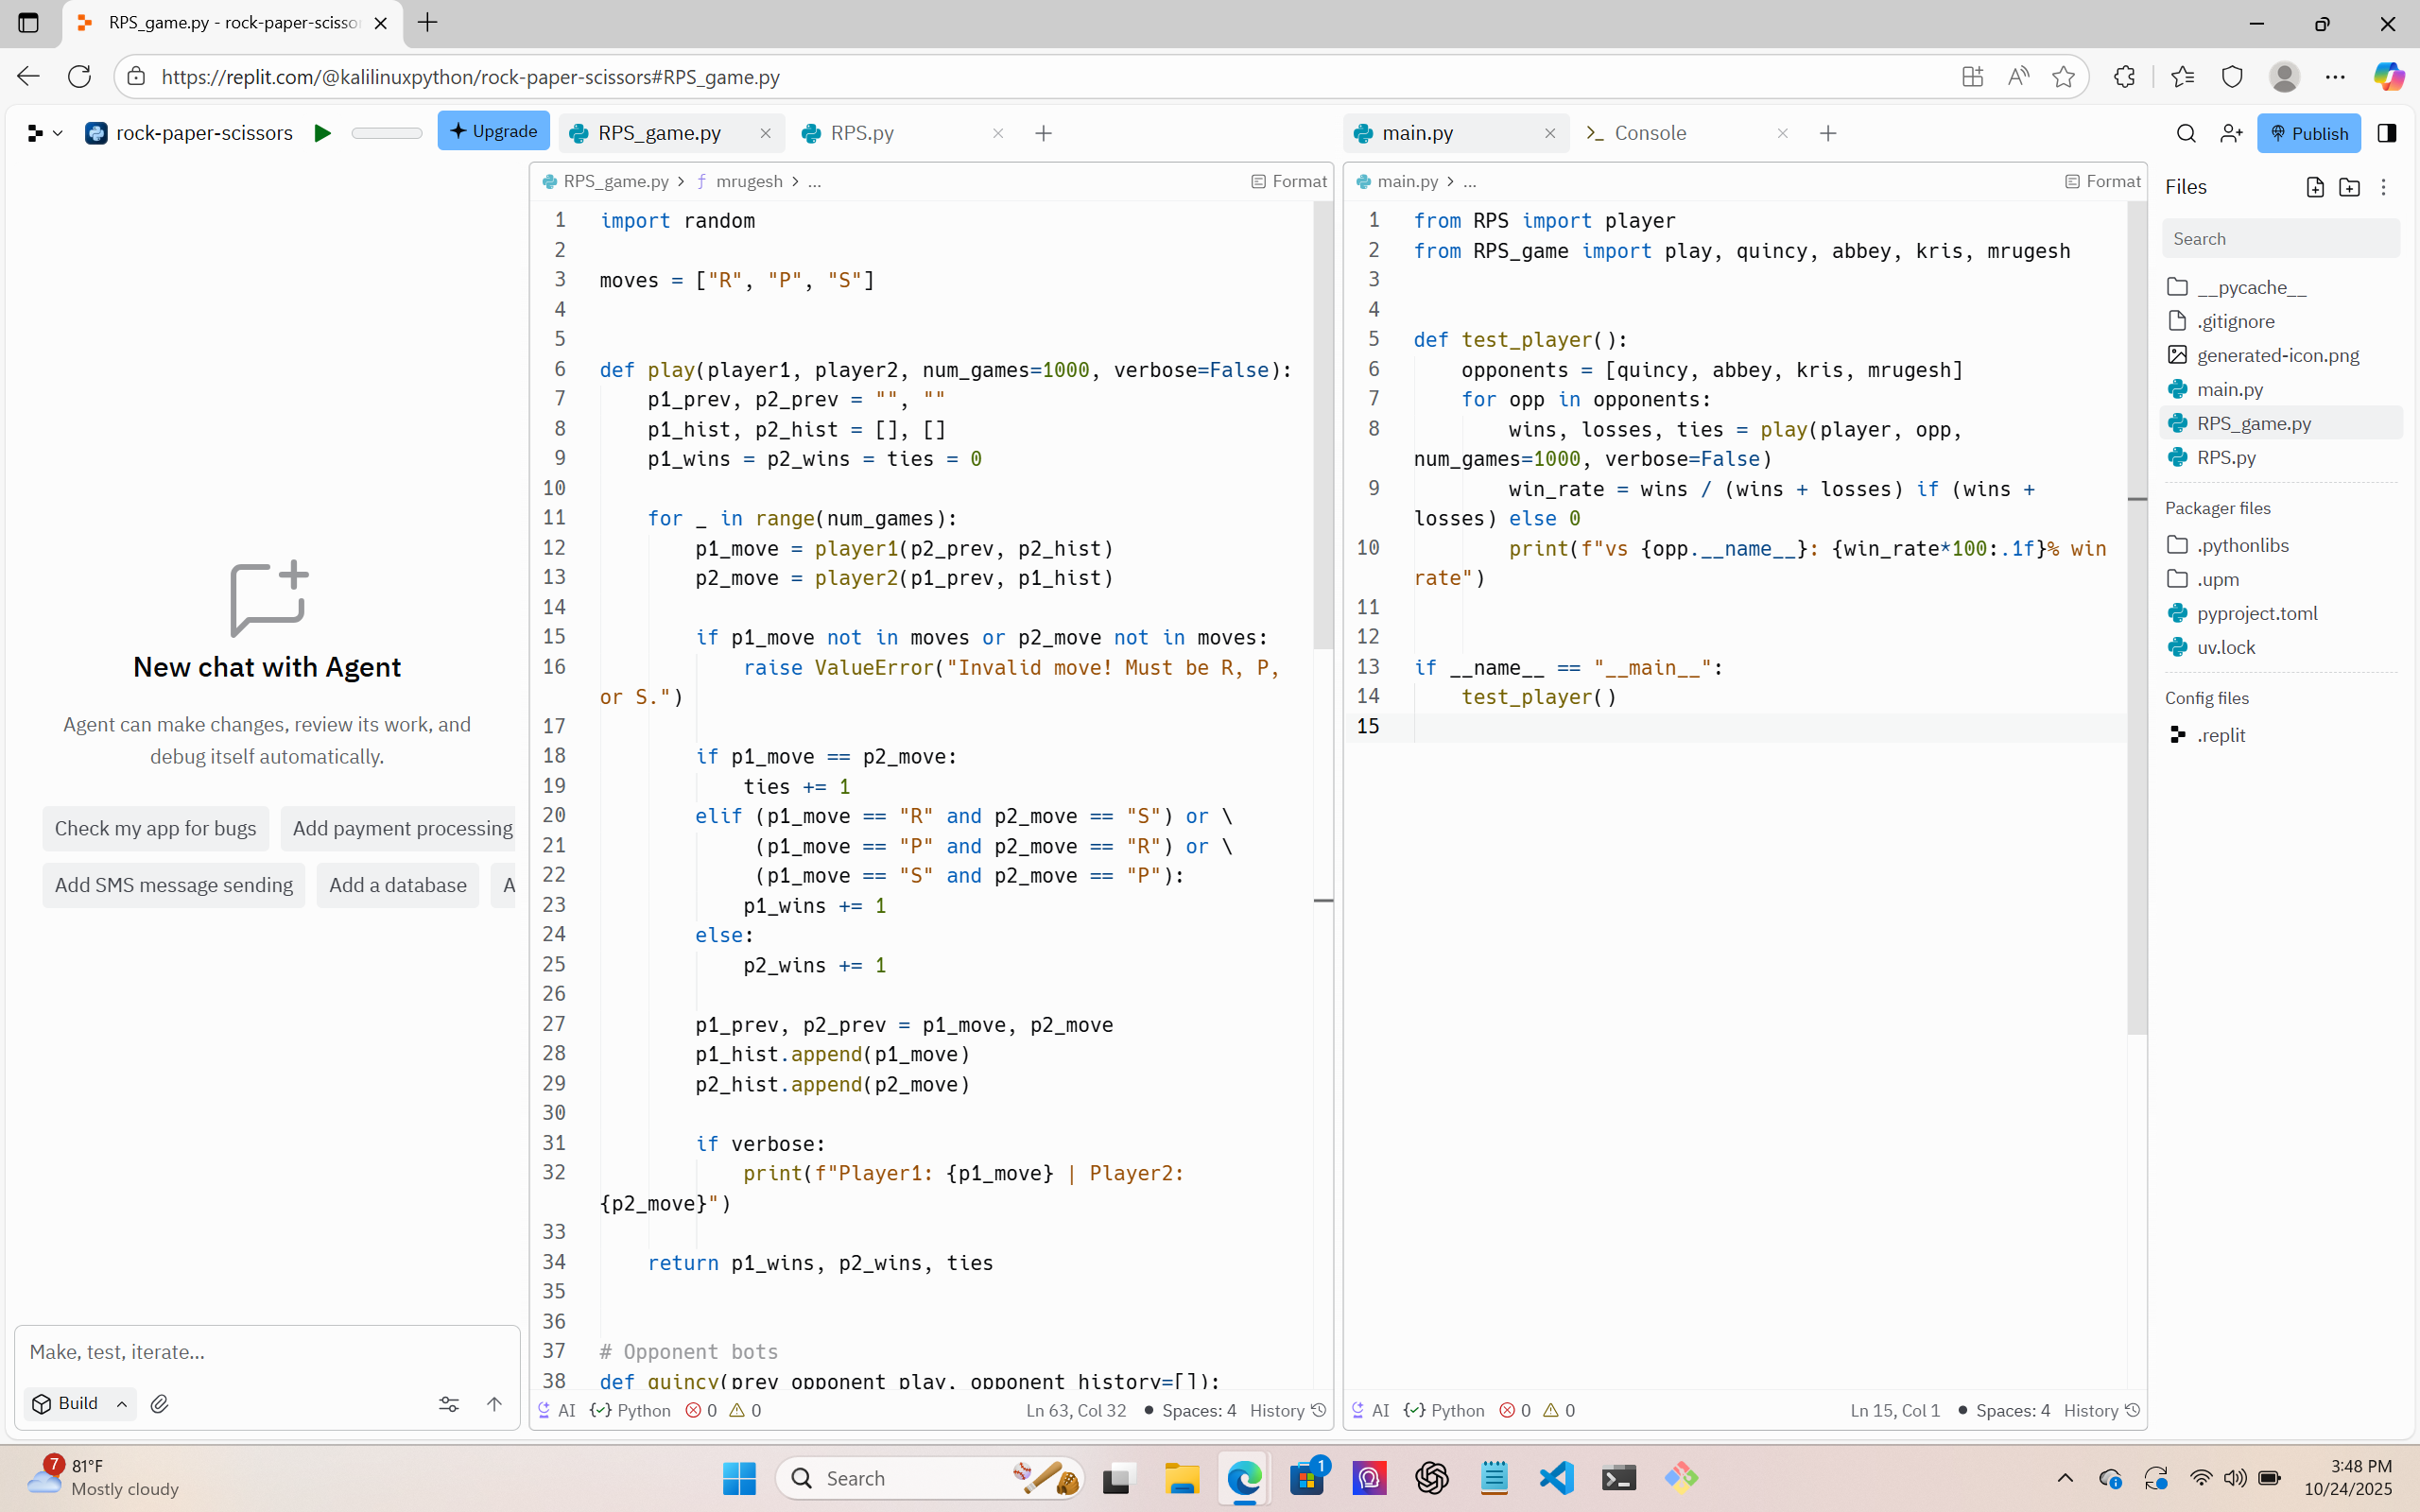 RPS_game.py - rock-paper-scisso
https://replit.com/@kalilinuxpython/rock-paper-scissors#RPS_game.py
rock-paper-scissors
Upgrade
RPS_game.py
RPS.py
main.py
Console
Publish
New chat with Agent
Agent can make changes, review its work, and
debug itself automatically.
Check my app for bugs
Add payment processing
Add SMS message sending
Add a database
A
Make, test, iterate...
Build
RPS_game.py > ƒ mrugesh > ...
Format
1 import random
2
3 moves = ["R", "P", "S"]
4
5
6 def play(player1, player2, num_games=1000, verbose=False):
7     p1_prev, p2_prev = "", ""
8     p1_hist, p2_hist = [], []
9     p1_wins = p2_wins = ties = 0
10
11     for _ in range(num_games):
12         p1_move = player1(p2_prev, p2_hist)
13         p2_move = player2(p1_prev, p1_hist)
14
15         if p1_move not in moves or p2_move not in moves:
16             raise ValueError("Invalid move! Must be R, P,
or S.")
17
18         if p1_move == p2_move:
19             ties += 1
20         elif (p1_move == "R" and p2_move == "S") or \
21              (p1_move == "P" and p2_move == "R") or \
22              (p1_move == "S" and p2_move == "P"):
23             p1_wins += 1
24         else:
25             p2_wins += 1
26
27         p1_prev, p2_prev = p1_move, p2_move
28         p1_hist.append(p1_move)
29         p2_hist.append(p2_move)
30
31         if verbose:
32             print(f"Player1: {p1_move} | Player2:
{p2_move}")
33
34     return p1_wins, p2_wins, ties
35
36
37 # Opponent bots
38 def quincy(prev_opponent_play, opponent_history=[]):
AI
Python
0
0
Ln 63, Col 32
Spaces: 4
History
main.py > ...
Format
1 from RPS import player
2 from RPS_game import play, quincy, abbey, kris, mrugesh
3
4
5 def test_player():
6     opponents = [quincy, abbey, kris, mrugesh]
7     for opp in opponents:
8         wins, losses, ties = play(player, opp,
num_games=1000, verbose=False)
9         win_rate = wins / (wins + losses) if (wins +
losses) else 0
10         print(f"vs {opp.__name__}: {win_rate*100:.1f}% win
rate")
11
12
13 if __name__ == "__main__":
14     test_player()
15
AI
Python
0
0
Ln 15, Col 1
Spaces: 4
History
Files
Search
__pycache__
.gitignore
generated-icon.png
main.py
RPS_game.py
RPS.py
Packager files
.pythonlibs
.upm
pyproject.toml
uv.lock
Config files
.replit
7
81°F
Mostly cloudy
Search
1
3:48 PM
10/24/2025